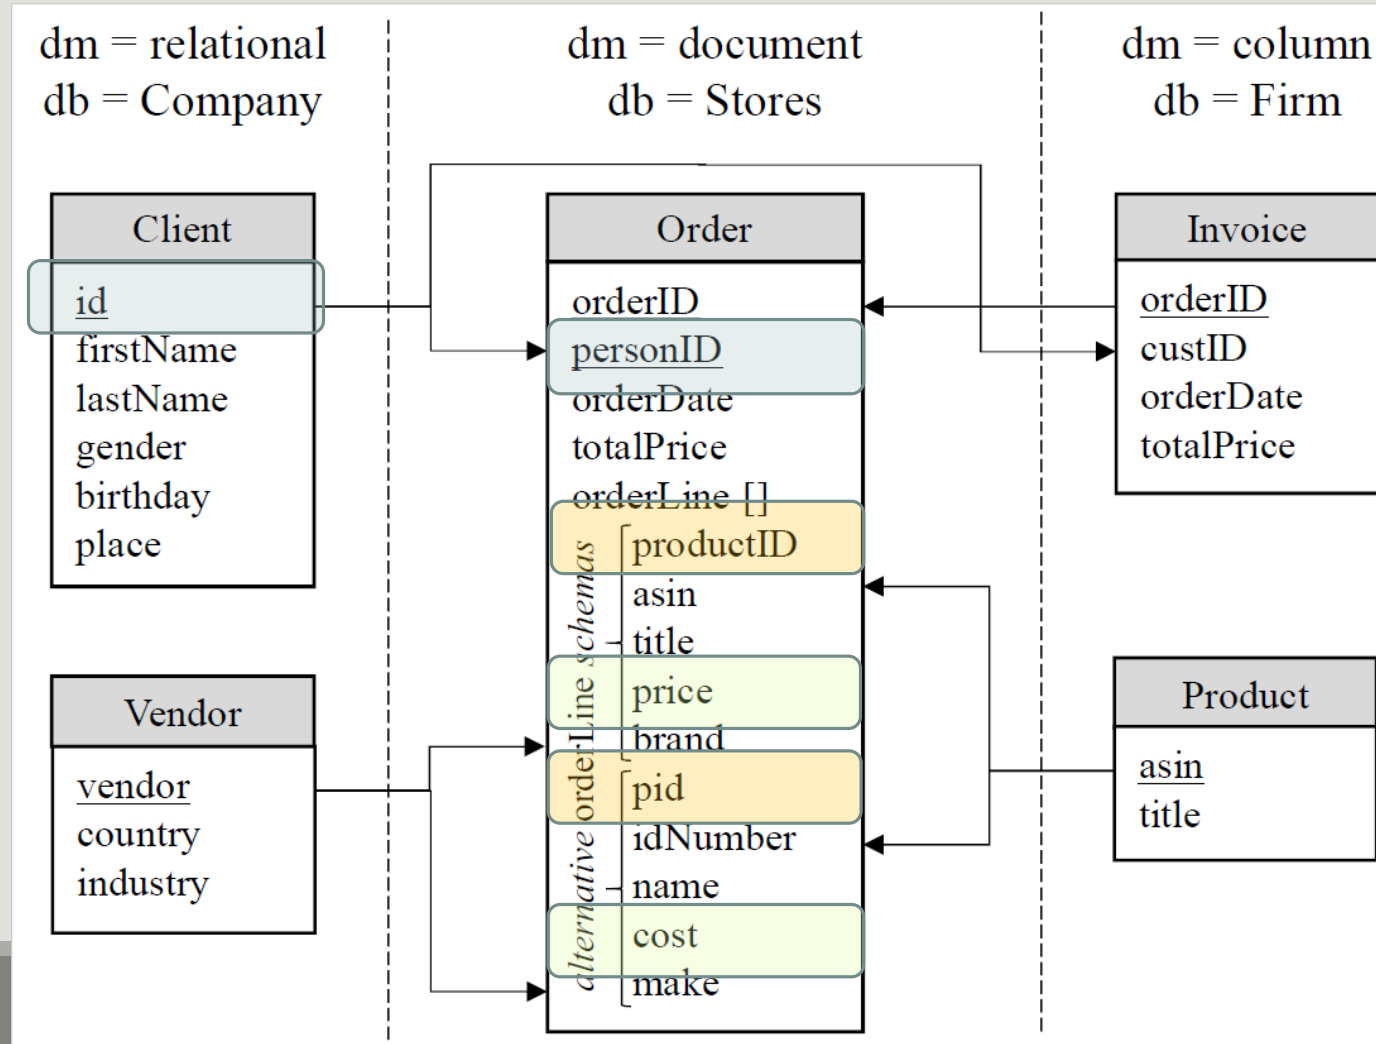 dm = relational
db = Company
dm = document
db = Stores
dm = column
db = Firm
Client
id
firstName
lastName
gender
birthday
place
Vendor
vendor
country
industry
Order
orderID
personID
orderDate
totalPrice
orderLine []
alternative orderLine schemas
productID
asin
title
price
brand
pid
idNumber
name
cost
make
Invoice
orderID
custID
orderDate
totalPrice
Product
asin
title